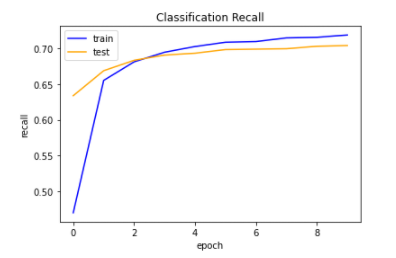 Classification Recall
train
test
0.70
0.65
0.60
0.55
0.50
recall
0 2 4 6 8
epoch